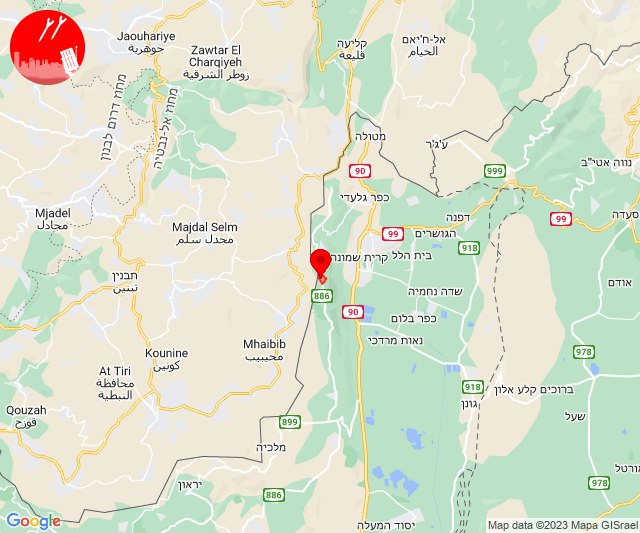 ۲۲
Jaouhariye
جوهرية
Zawtar El
Charqiyeh
زوطر الشرقية
קליעה
قليعة
אל-ח'יאם
الخيام
מחוז דרום לבנון
מחוז אל-נבטיה
מטולה
ע'ג'ר
נווה אטי"ב
90
999
כפר גלעדי
Mjadel
مجادل
Majdal Selm
مجدل سلم
דפנה
99
סעדה
99
הגושרים
918
בית הלל
קרית שמונה
תבנין
تبنين
אודם
שדה נחמיה
886
90
כפר בלום
נאות מרדכי
Mhaibib
محيبيب
Kounine
كونين
978
At Tiri
محافظة
النبطية
918
ברוכים קלע אלון
גונן
Qouzah
قوزح
שעל
899
מלכיה
978
מורטל
יראון
886
יסוד המעלה
Google
Map data ©2023 Mapa GISrael